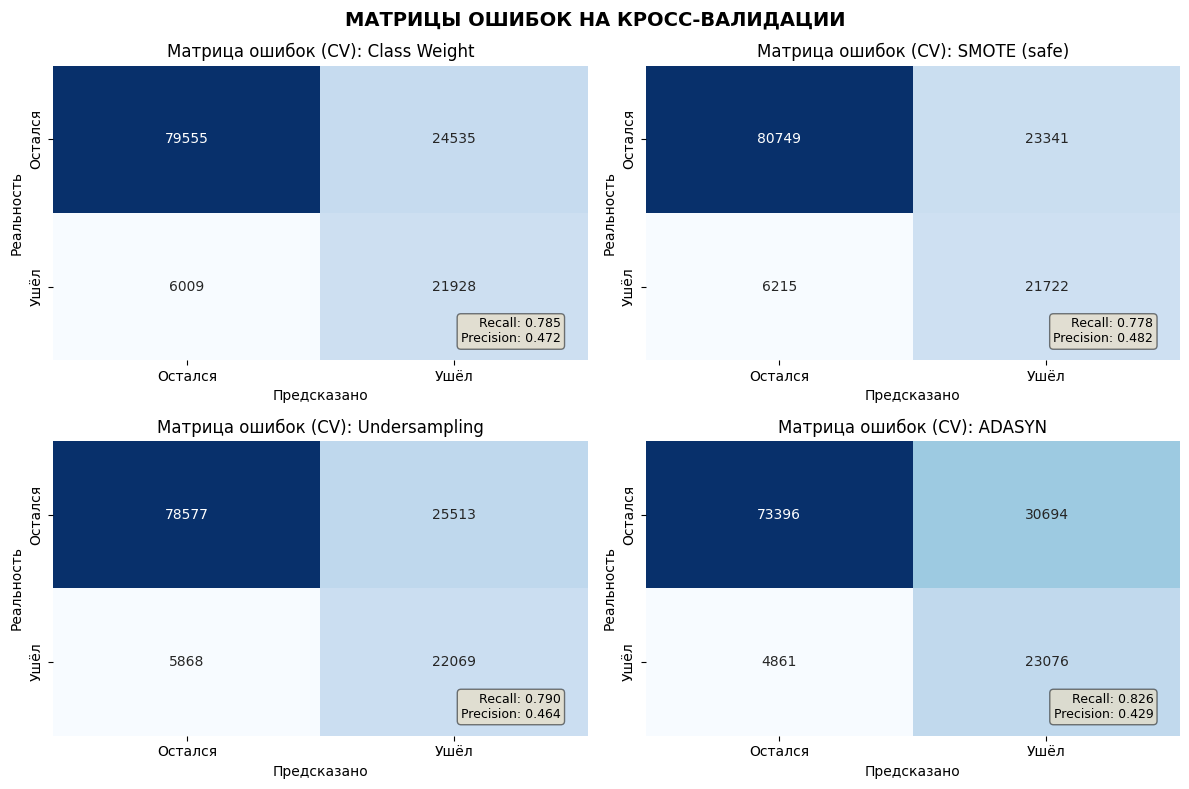 МАТРИЦЫ ОШИБОК НА КРОСС-ВАЛИДАЦИИ
Матрица ошибок (CV): Class Weight
Реальность
Остался
79555
24535
Ушёл
6009
21928
Recall: 0.785
Precision: 0.472
Остался
Ушёл
Предсказано
Матрица ошибок (CV): SMOTE (safe)
Реальность
Остался
80749
23341
Ушёл
6215
21722
Recall: 0.778
Precision: 0.482
Остался
Ушёл
Предсказано
Матрица ошибок (CV): Undersampling
Реальность
Остался
78577
25513
Ушёл
5868
22069
Recall: 0.790
Precision: 0.464
Остался
Ушёл
Предсказано
Матрица ошибок (CV): ADASYN
Реальность
Остался
73396
30694
Ушёл
4861
23076
Recall: 0.826
Precision: 0.429
Остался
Ушёл
Предсказано